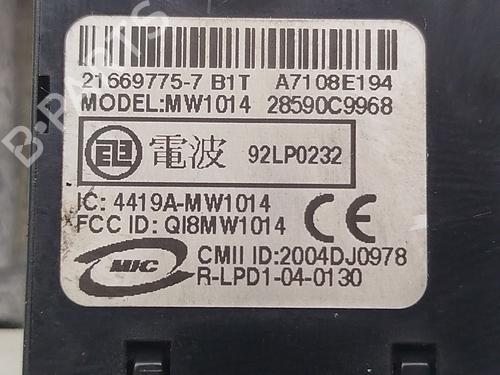 21669775-7 B1T A7108E194
MODEL:MW1014 28590C9968
電波 92LP0232
IC: 4419A-MW1014
FCC ID: QI8MW1014
CE
MIC
CMII ID:2004DJ0978
R-LPD1-04-0130
B-PARTS